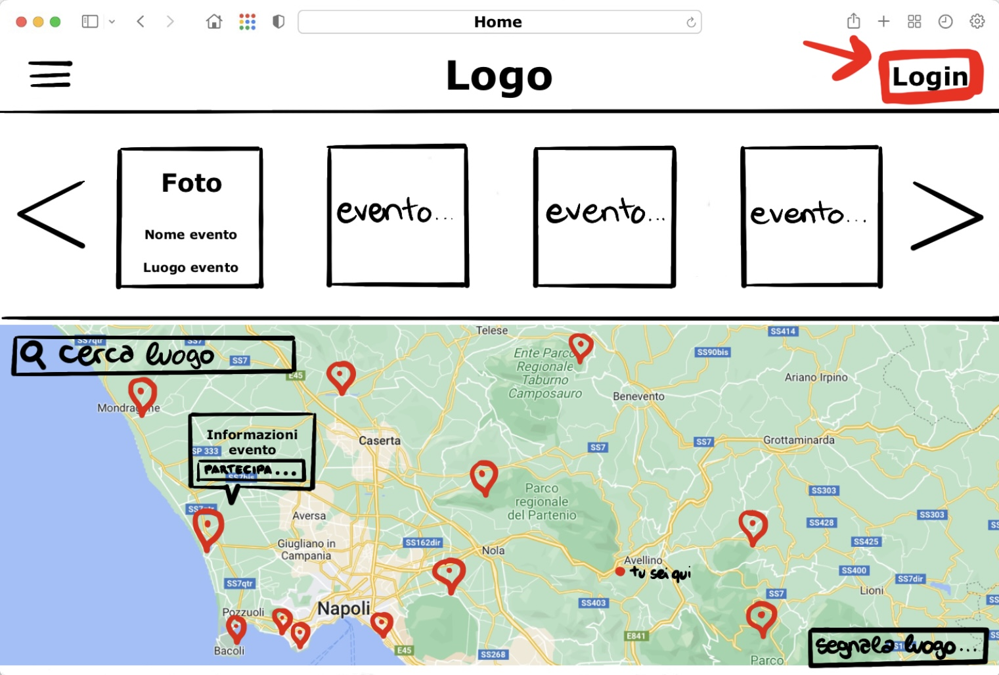 Home
Logo
Login
Foto
Nome evento
Luogo evento
evento...
evento...
evento...
cerca luogo
SS7qtr
SS7
SS7
E45
Mondragone
Informazioni
evento
PARTECIPA...
SP 333
SS7bis
SS7qtr
Telese
Ente Parco
Regionale
Taburno
Camposauro
SS414
SS90bis
Ariano Irpino
Benevento
Caserta
SS7
SS7
Grottaminarda
Parco
regionale
del Partenio
SS303
SS303
SS428
SS425
Aversa
Giugliano in
Campania
SS162dir
Nola
Avellino
tu sei qui
SS400
SS7dir
Lioni
SS7
SS403
SS7qtr
Napoli
Pozzuoli
Bacoli
E45
SS268
E841
Parco
segnala luogo...